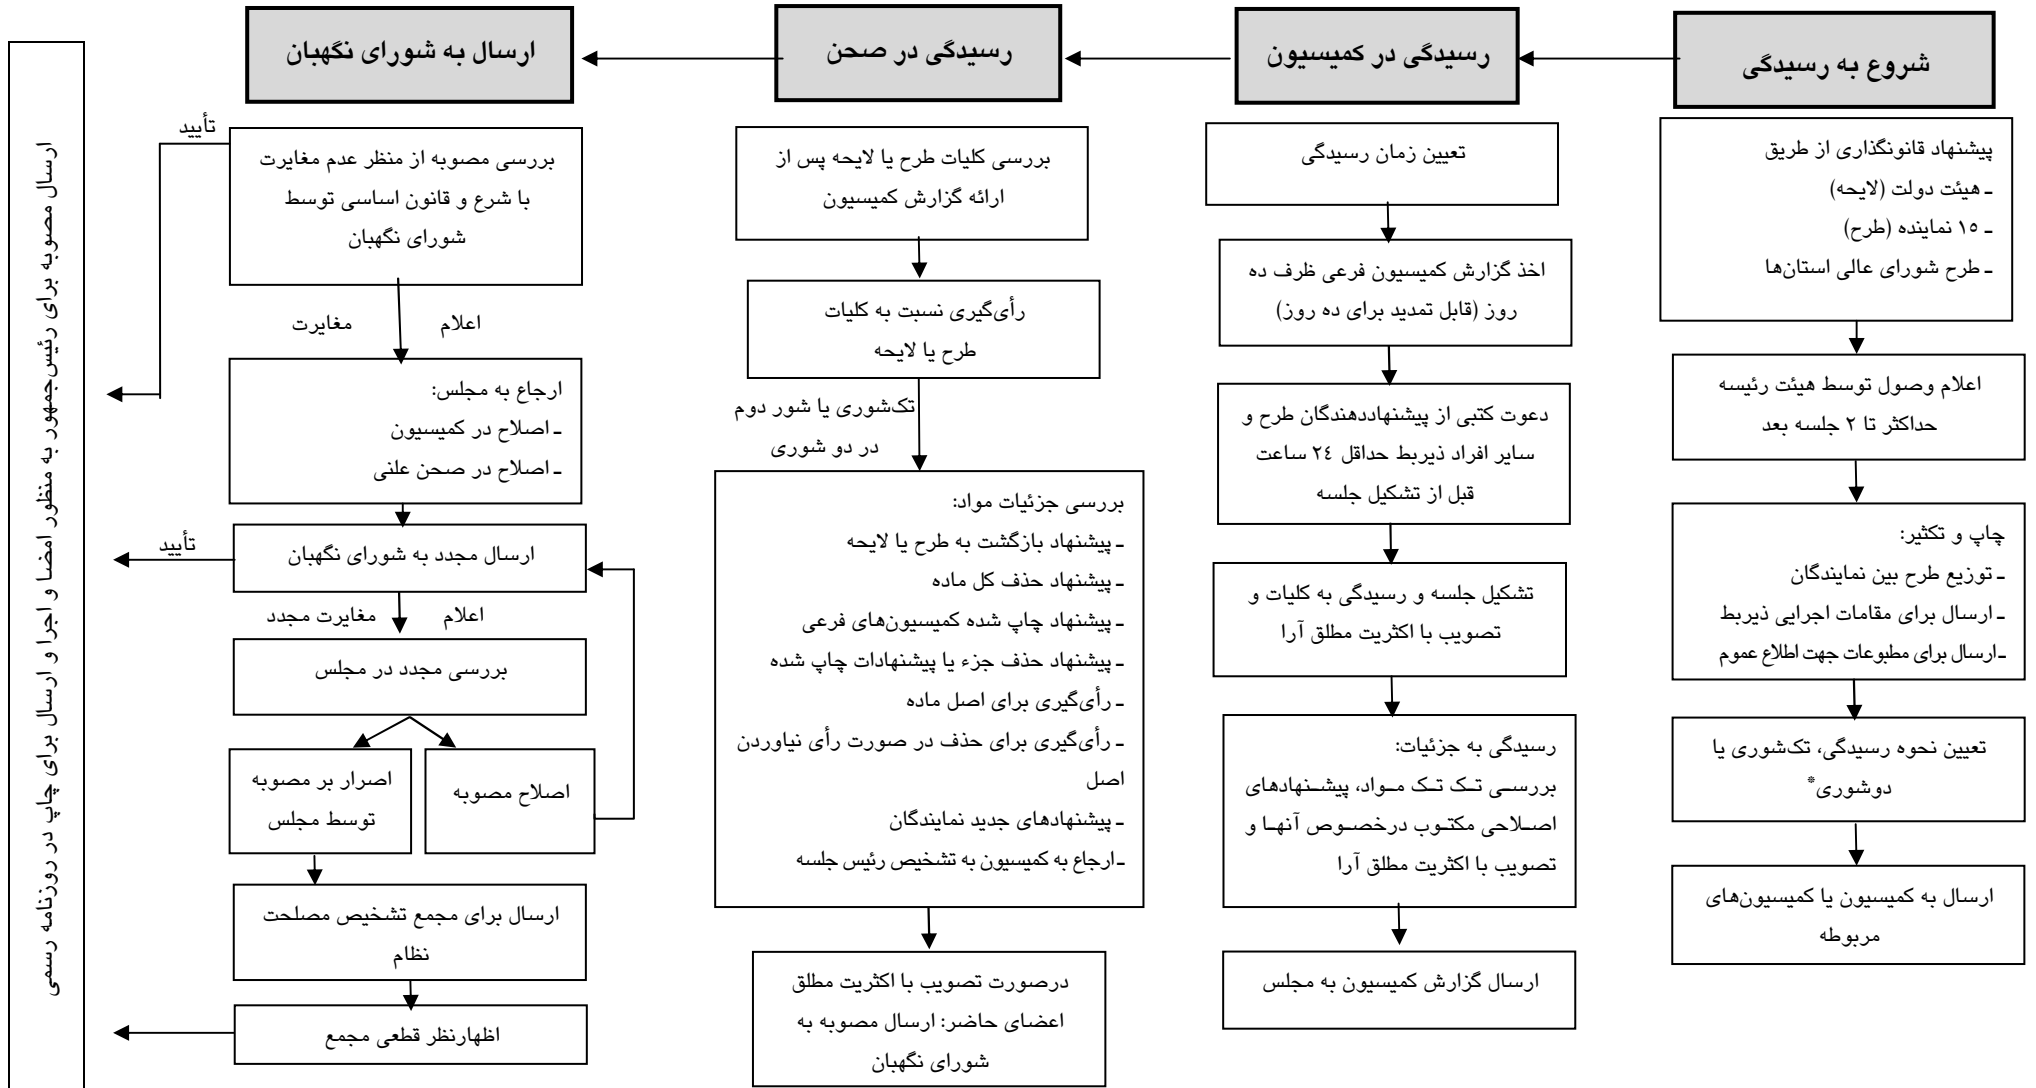 شروع به رسیدگی
پیشنهاد قانونگذاری از طریق
ـ هیئت دولت (لایحه)
ـ ١٥ نماینده (طرح)
ـ طرح شورای عالی استان‌ها
اعلام وصول توسط هیئت رئیسه
حداکثر تا ٢ جلسه بعد
چاپ و تکثیر:
ـ توزیع طرح بین نمایندگان
ـ ارسال برای مقامات اجرایی ذیربط
ـ ارسال برای مطبوعات جهت اطلاع عموم
تعیین نحوه رسیدگی، تک‌شوری یا
دوشوری*
ارسال به کمیسیون یا کمیسیون‌های
مربوطه
رسیدگی در کمیسیون
تعیین زمان رسیدگی
اخذ گزارش کمیسیون فرعی ظرف ده
روز (قابل تمدید برای ده روز)
دعوت کتبی از پیشنهاددهندگان طرح و
سایر افراد ذیربط حداقل ٢٤ ساعت
قبل از تشکیل جلسه
تشکیل جلسه و رسیدگی به کلیات و
تصویب با اکثریت مطلق آرا
رسیدگی به جزئیات:
بررسـی تـک تـک مـواد، پیشـنهادهای
اصـلاحی مکتـوب درخصـوص آنهـا و
تصویب با اکثریت مطلق آرا
ارسال گزارش کمیسیون به مجلس
رسیدگی در صحن
بررسی کلیات طرح یا لایحه پس از
ارائه گزارش کمیسیون
رأی‌گیری نسبت به کلیات
طرح یا لایحه
تک‌شوری یا شور دوم
در دو شوری
بررسی جزئیات مواد:
ـ پیشنهاد بازگشت به طرح یا لایحه
ـ پیشنهاد حذف کل ماده
ـ پیشنهاد چاپ شده کمیسیون‌های فرعی
ـ پیشنهاد حذف جزء یا پیشنهادات چاپ شده
ـ رأی‌گیری برای اصل ماده
ـ رأی‌گیری برای حذف در صورت رأی نیاوردن
اصل
ـ پیشنهادهای جدید نمایندگان
ـ ارجاع به کمیسیون به تشخیص رئیس جلسه
درصورت تصویب با اکثریت مطلق
اعضای حاضر: ارسال مصوبه به
شورای نگهبان
ارسال به شورای نگهبان
بررسی مصوبه از منظر عدم مغایرت
با شرع و قانون اساسی توسط
شورای نگهبان
تأیید
اعلام مغایرت
ارجاع به مجلس:
ـ اصلاح در کمیسیون
ـ اصلاح در صحن علنی
ارسال مجدد به شورای نگهبان
تأیید
اعلام مغایرت مجدد
بررسی مجدد در مجلس
اصلاح مصوبه
اصرار بر مصوبه
توسط مجلس
ارسال برای مجمع تشخیص مصلحت
نظام
اظهارنظر قطعی مجمع
ارسال مصوبه برای رئیس‌جمهور به منظور امضا و اجرا و ارسال برای چاپ در روزنامه رسمی